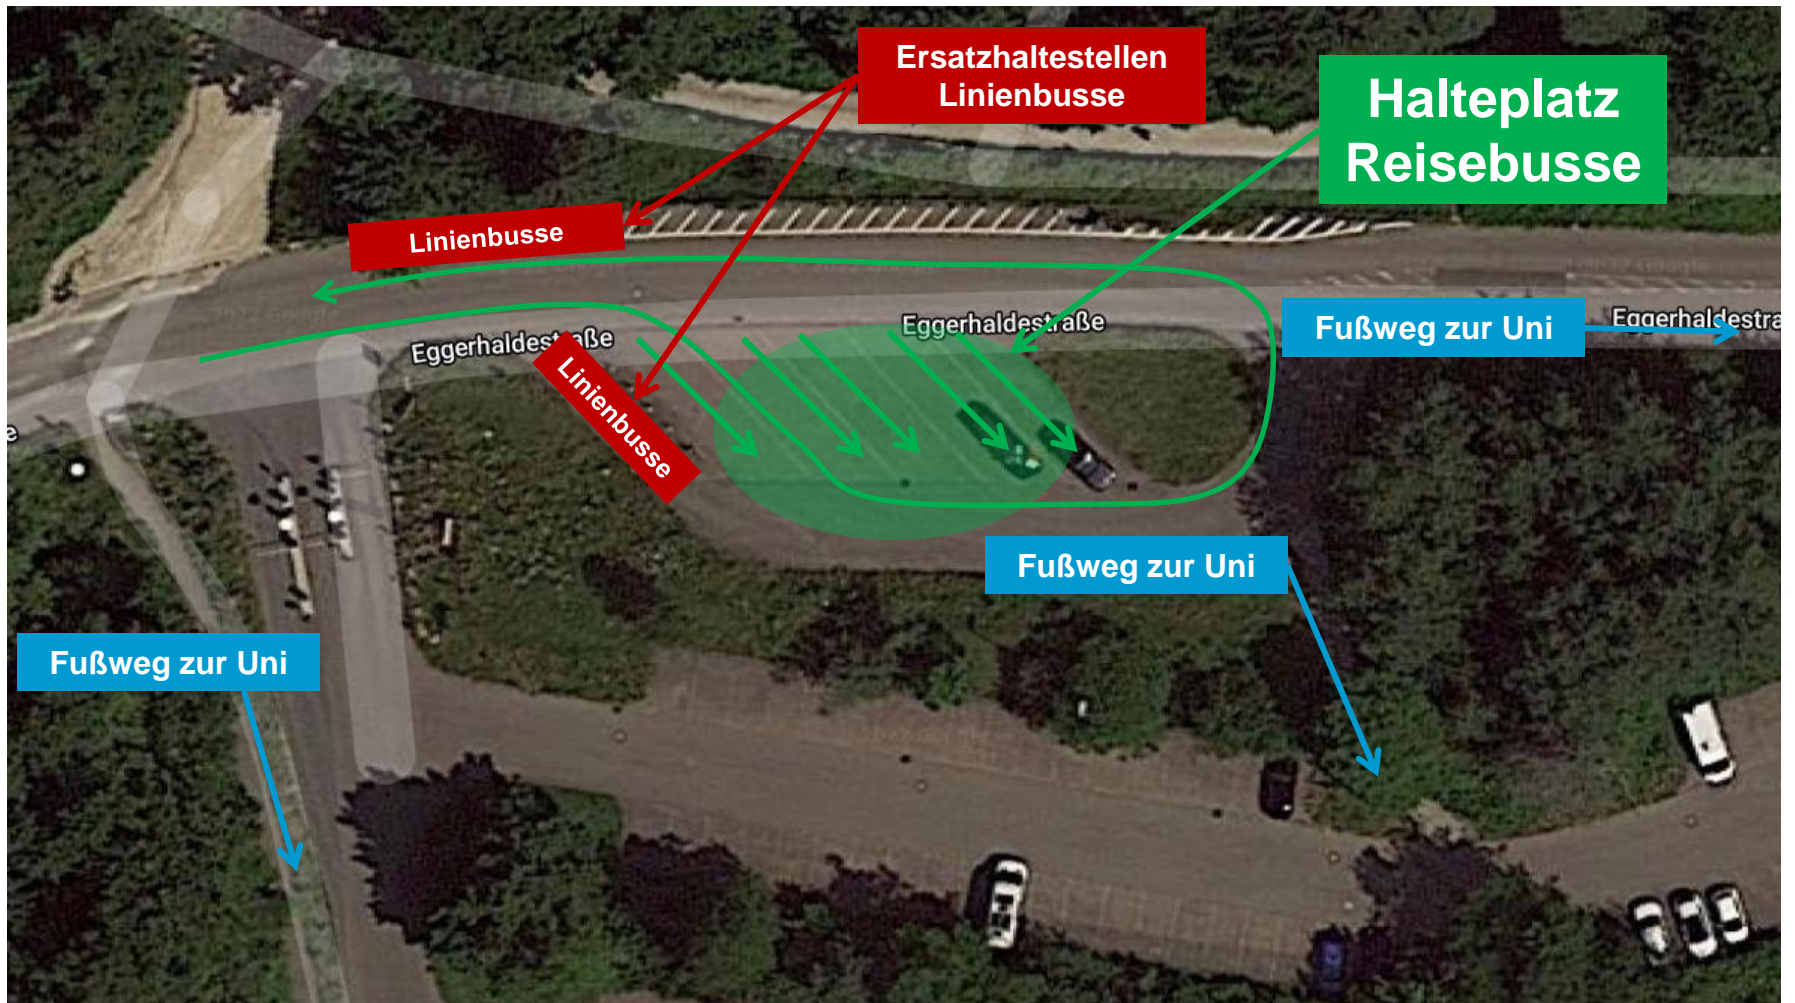 Ersatzhaltestellen
Linienbusse
Halteplatz
Reisebusse
Linienbusse
Eggerhaldestraße
Fußweg zur Uni
Eggerhaldestra
Eggerhaldestraße
Linienbusse
e
Fußweg zur Uni
Fußweg zur Uni